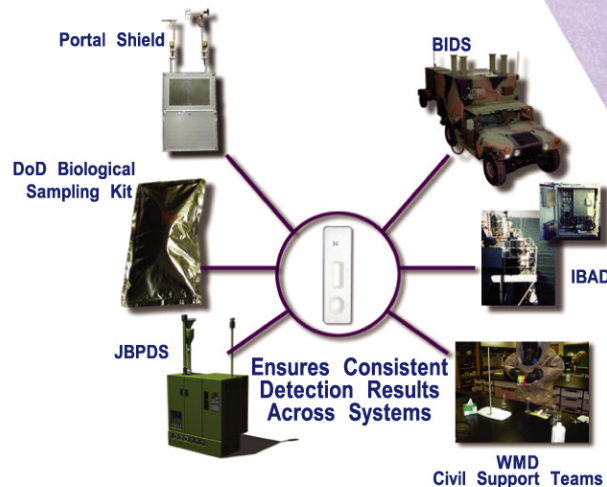 Portal Shield
BIDS
DoD Biological
Sampling Kit
IBAD
JBPDS
Ensures Consistent
Detection Results
Across Systems
WMD
Civil Support Teams